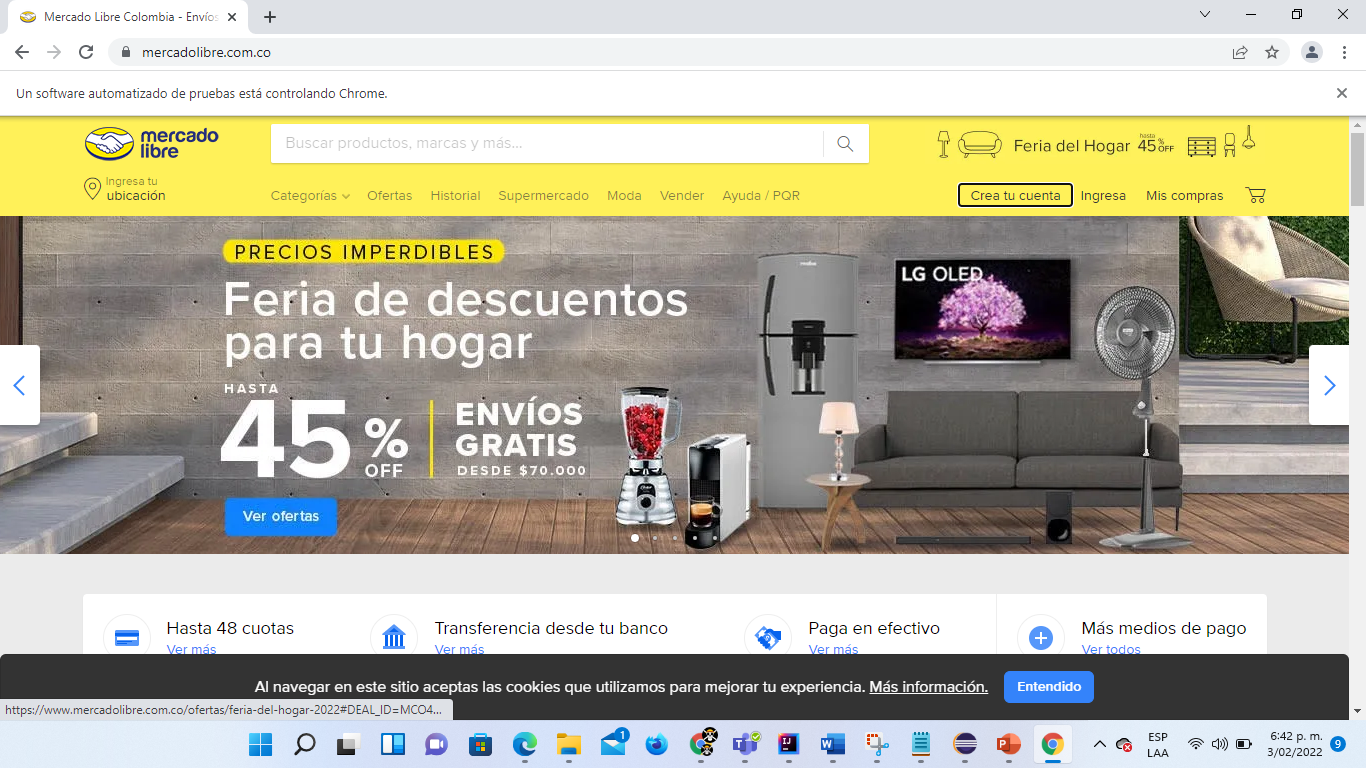 Mercado Libre Colombia - Envíos
mercadolibre.com.co
Un software automatizado de pruebas está controlando Chrome.
mercado
libre
Buscar productos, marcas y más...
Feria del Hogar hasta 45% OFF
Ingresa tu
ubicación
Categorías Ofertas Historial Supermercado Moda Vender Ayuda / PQR
Crea tu cuenta Ingresa Mis compras
PRECIOS IMPERDIBLES
Feria de descuentos
para tu hogar
HASTA
45% OFF
ENVÍOS
GRATIS
DESDE $70.000
Ver ofertas
LG OLED
Hasta 48 cuotas
Ver más
Transferencia desde tu banco
Ver más
Paga en efectivo
Ver más
Más medios de pago
Ver todos
Al navegar en este sitio aceptas las cookies que utilizamos para mejorar tu experiencia. Más información.
Entendido
https://www.mercadolibre.com.co/ofertas/feria-del-hogar-2022#DEAL_ID=MCO4...
1
ESP
LAA
6:42 p. m.
3/02/2022
9